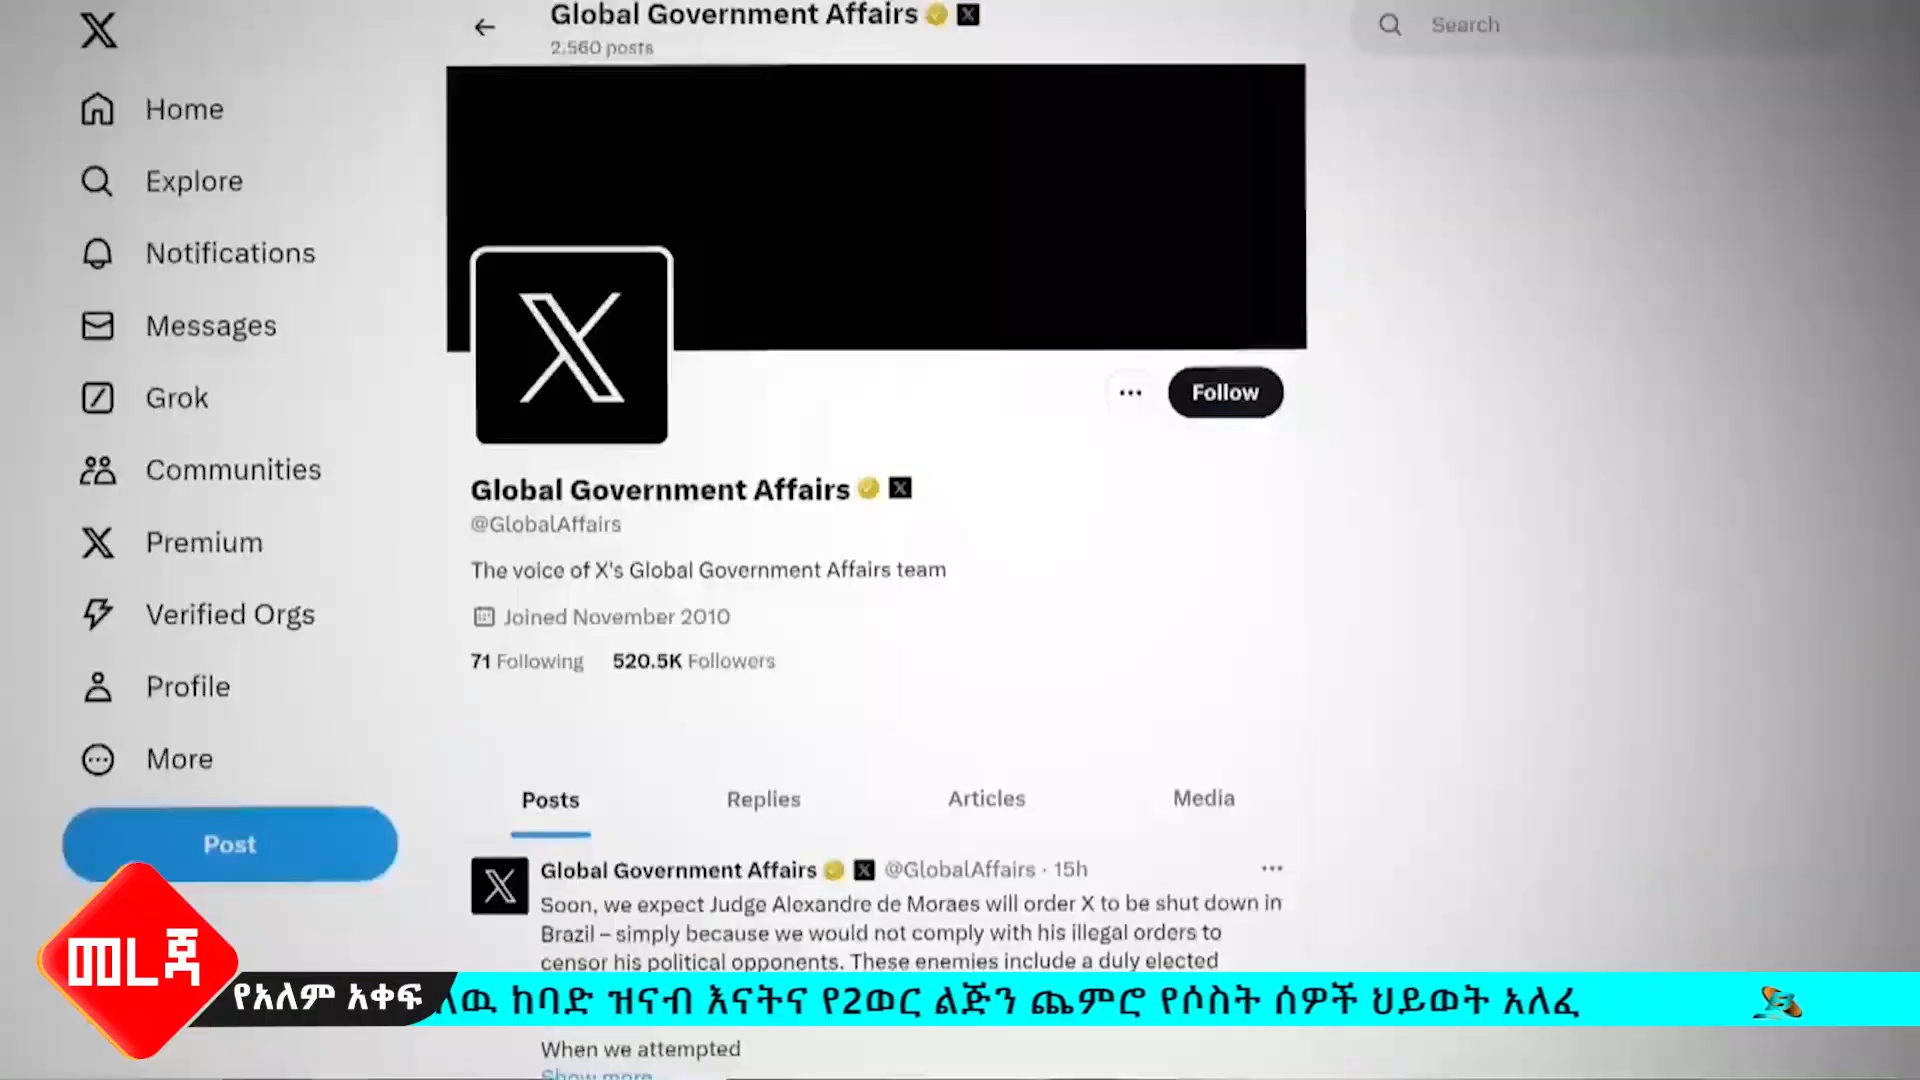 Global Government Affairs
2,560 posts
Search
Home
Explore
Notifications
Messages
Grok
Communities
Premium
Verified Orgs
Profile
More
Post
Follow
Global Government Affairs
@GlobalAffairs
The voice of X's Global Government Affairs team
Joined November 2010
71 Following 520.5K Followers
Posts Replies Articles Media
Global Government Affairs @GlobalAffairs · 15h
Soon, we expect Judge Alexandre de Moraes will order X to be shut down in
Brazil – simply because we would not comply with his illegal orders to
censor his political opponents. These enemies include a duly elected
መረጃ
የአለም አቀፍ
ከባድ ዝናብ እናትና የ2ወር ልጅን ጨምሮ የሶስት ሰዎች ህይወት አለፈ
When we attempted
Show more